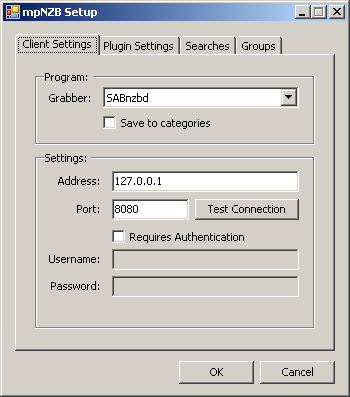 mpNZB Setup
Client Settings Plugin Settings Searches Groups
Program:
Grabber: SABnzbd
Save to categories
Settings:
Address: 127.0.0.1
Port: 8080 Test Connection
Requires Authentication
Username:
Password:
OK Cancel